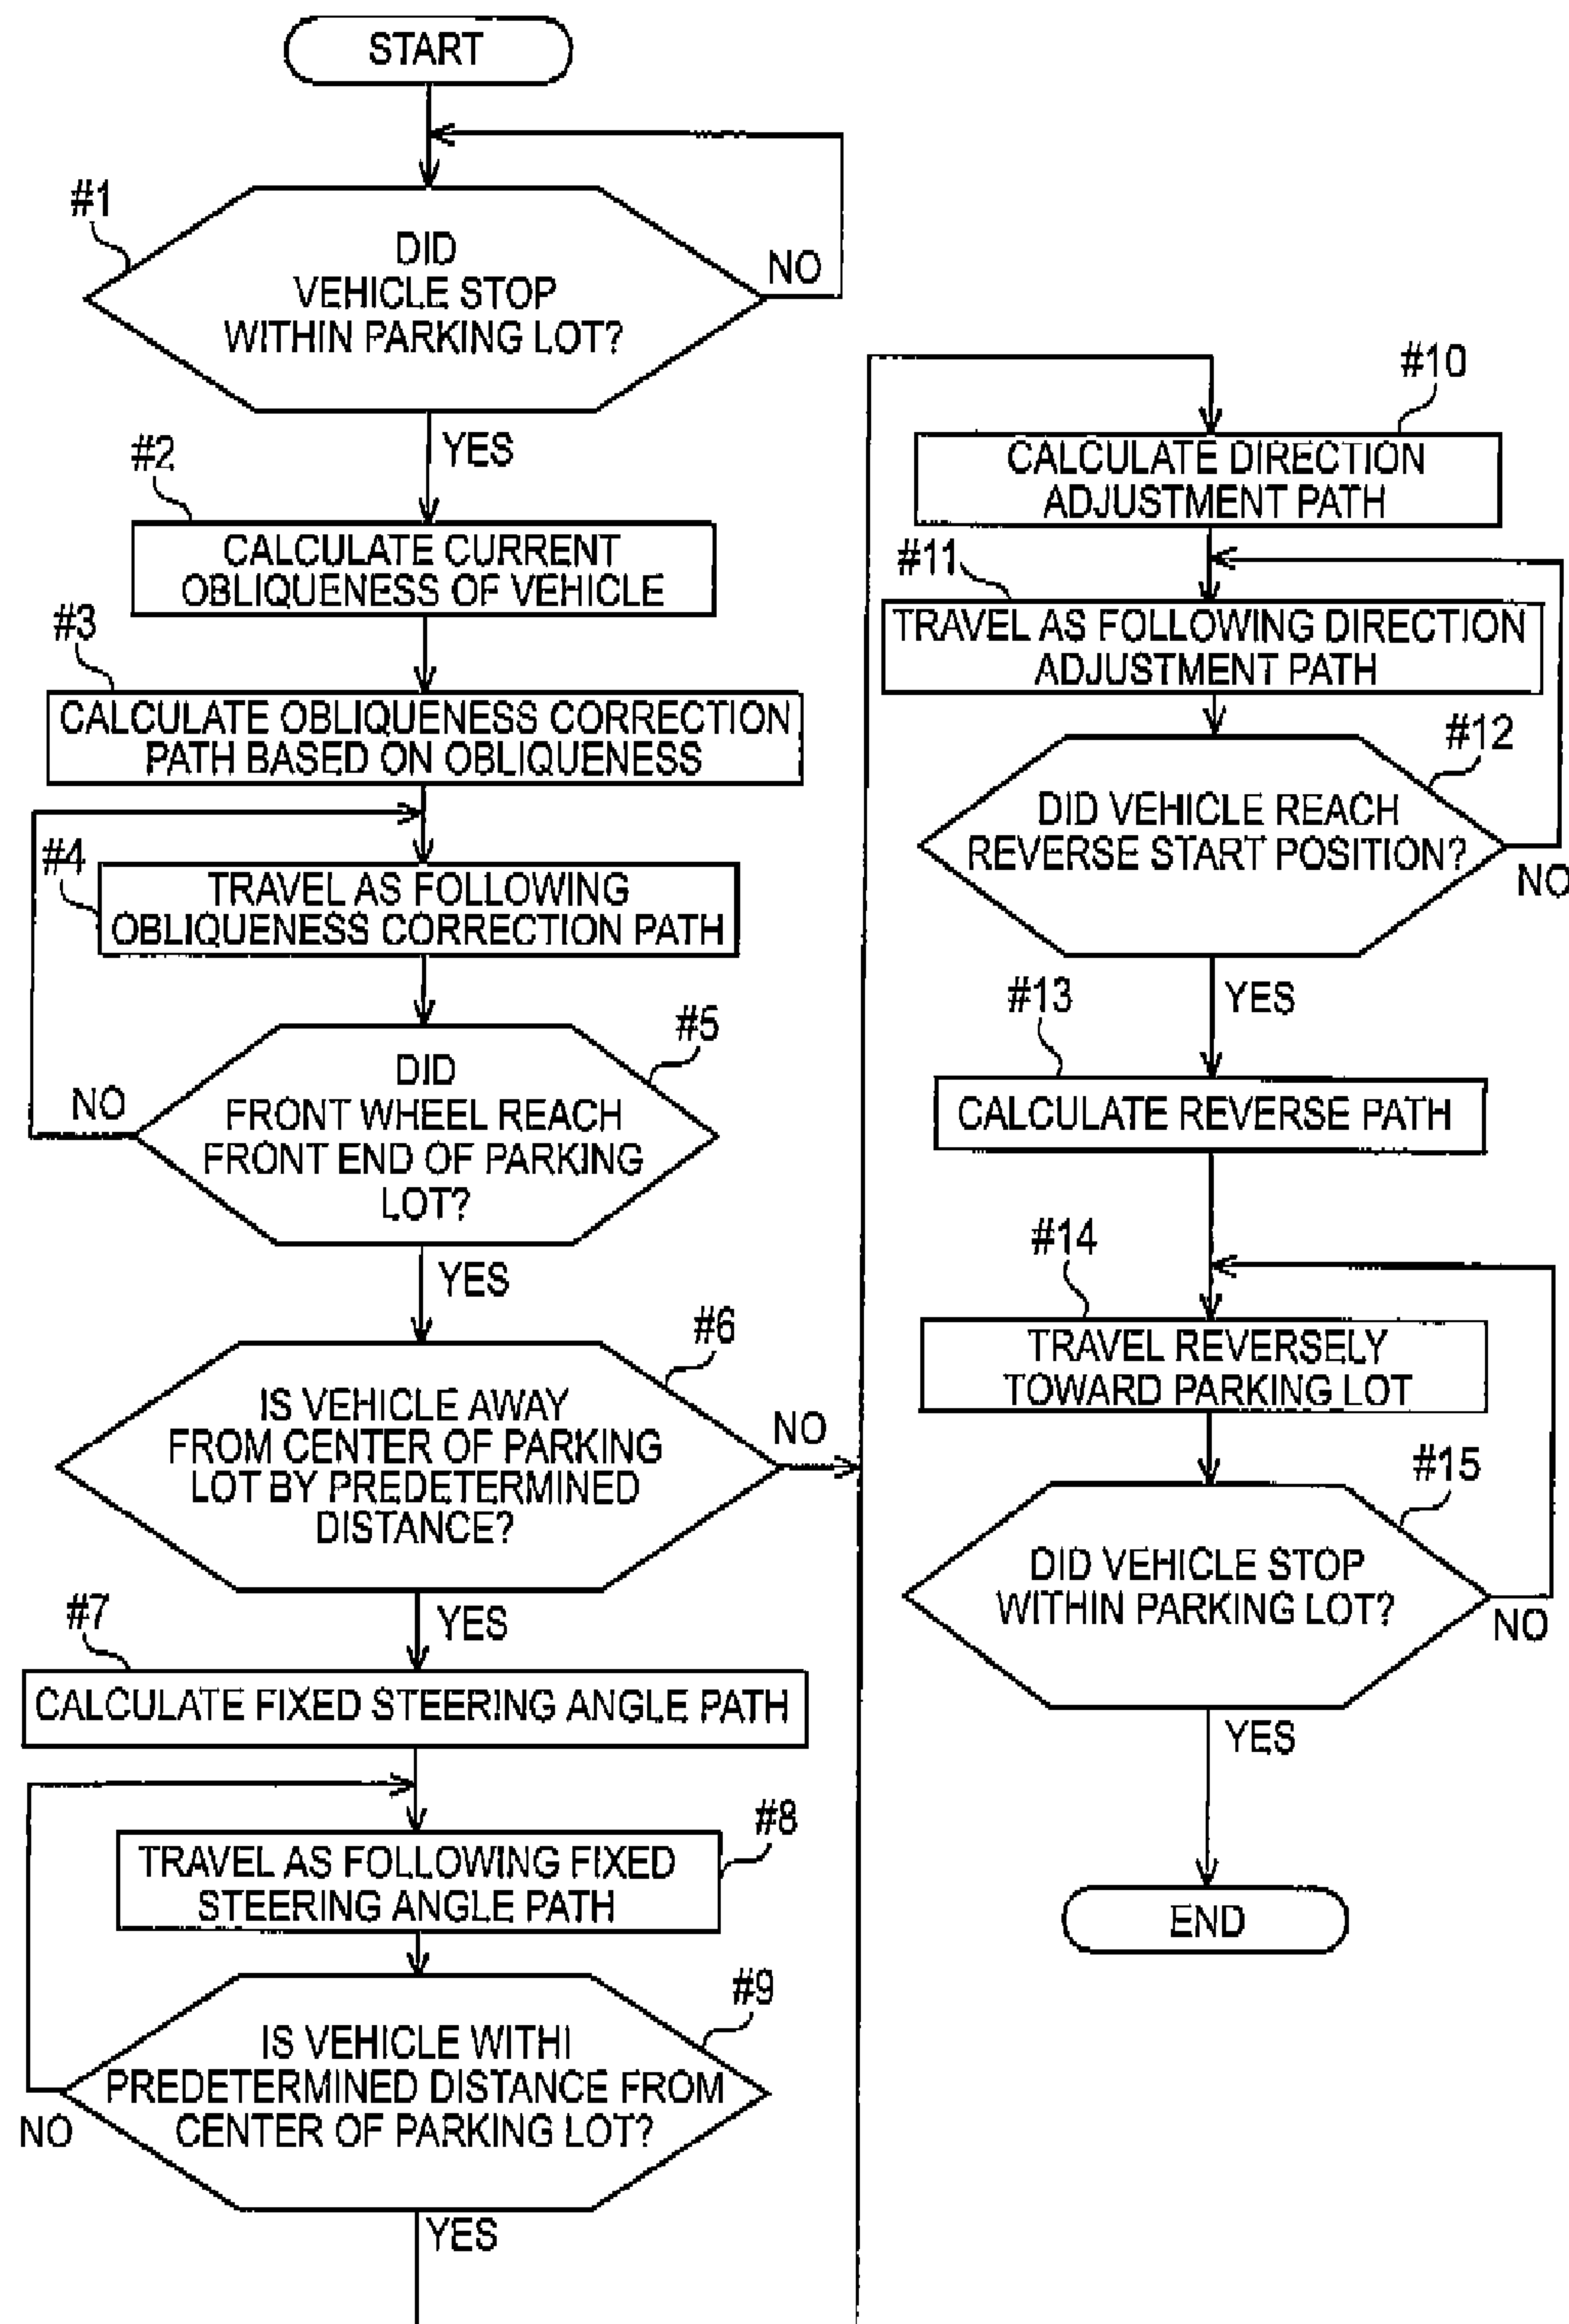 START
#1
DID
VEHICLE STOP
WITHIN PARKING LOT?
NO
YES
#2
CALCULATE CURRENT
OBLIQUENESS OF VEHICLE
#3
CALCULATE OBLIQUENESS CORRECTION
PATH BASED ON OBLIQUENESS
#4
TRAVEL AS FOLLOWING
OBLIQUENESS CORRECTION PATH
#5
DID
FRONT WHEEL REACH
FRONT END OF PARKING
LOT?
NO
YES
#6
IS VEHICLE AWAY
FROM CENTER OF PARKING
LOT BY PREDETERMINED
DISTANCE?
NO
YES
#7
CALCULATE FIXED STEERING ANGLE PATH
#8
TRAVEL AS FOLLOWING FIXED
STEERING ANGLE PATH
#9
IS VEHICLE WITHI
PREDETERMINED DISTANCE FROM
CENTER OF PARKING LOT?
NO
YES
#10
CALCULATE DIRECTION
ADJUSTMENT PATH
#11
TRAVEL AS FOLLOWING DIRECTION
ADJUSTMENT PATH
#12
DID VEHICLE REACH
REVERSE START POSITION?
NO
YES
#13
CALCULATE REVERSE PATH
#14
TRAVEL REVERSELY
TOWARD PARKING LOT
#15
DID VEHICLE STOP
WITHIN PARKING LOT?
NO
YES
END